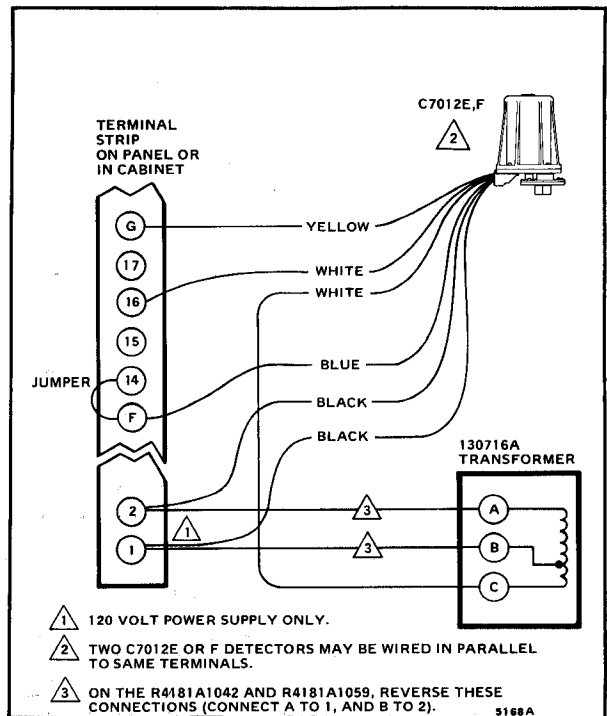 C7012E,F
2
TERMINAL
STRIP
ON PANEL OR
IN CABINET
G
YELLOW
17
WHITE
16
WHITE
15
BLUE
JUMPER
14
BLACK
F
BLACK
130716A
TRANSFORMER
2
3
A
1
1
3
B
C
1 120 VOLT POWER SUPPLY ONLY.
2 TWO C7012E OR F DETECTORS MAY BE WIRED IN PARALLEL
TO SAME TERMINALS.
3 ON THE R4181A1042 AND R4181A1059, REVERSE THESE
CONNECTIONS (CONNECT A TO 1, AND B TO 2).
5168A